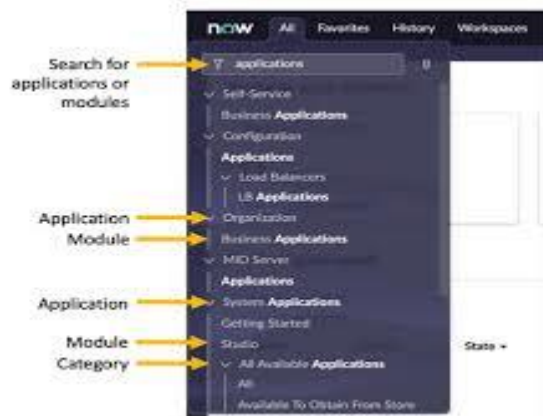 now All Favorites History Workspaces
Search for
applications or
modules
applications
Self-Service
Business Applications
Configuration
Applications
Load Balancers
LB Applications
Application
Organization
Module
Business Applications
MID Server
Applications
Application
System Applications
Getting Started
Module
Studio
State
Category
All Available Applications
All
Available To Obtain From Store